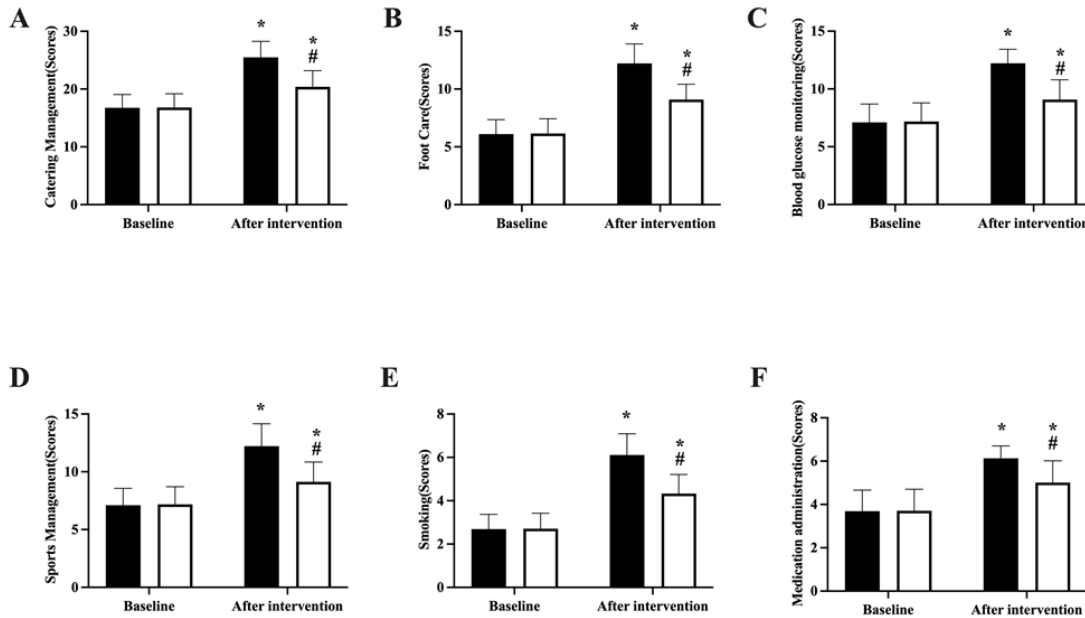 A
Catering Management(Scores)
30
20
10
0
*
*
#
Baseline
After intervention
B
Foot Care(Scores)
15
10
5
0
*
*
#
Baseline
After intervention
C
Blood glucose monitoring(Scores)
15
10
5
0
*
*
#
Baseline
After intervention
D
Sports Management(Scores)
15
10
5
0
*
*
#
Baseline
After intervention
E
Smoking(Scores)
8
6
4
2
0
*
*
#
Baseline
After intervention
F
Medication administration(Scores)
8
6
4
2
0
*
*
#
Baseline
After intervention